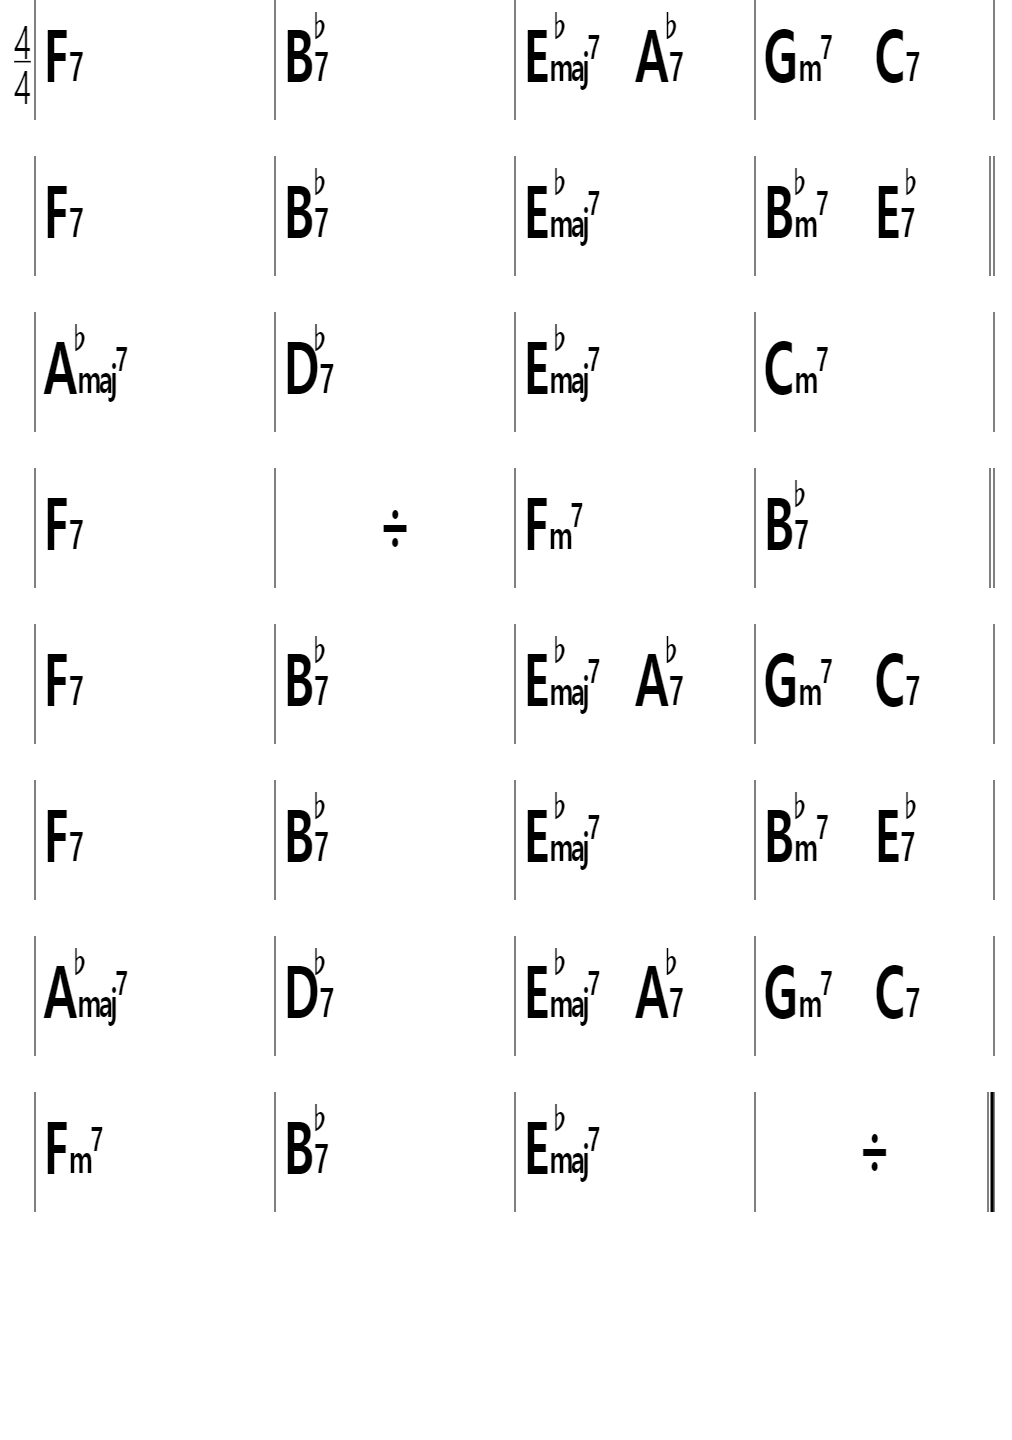 4/4 F7 B♭7 E♭maj7 A♭7 Gm7 C7
F7 B♭7 E♭maj7 B♭m7 E♭7
A♭maj7 D♭7 E♭maj7 Cm7
F7 ÷ Fm7 B♭7
F7 B♭7 E♭maj7 A♭7 Gm7 C7
F7 B♭7 E♭maj7 B♭m7 E♭7
A♭maj7 D♭7 E♭maj7 A♭7 Gm7 C7
Fm7 B♭7 E♭maj7 ÷